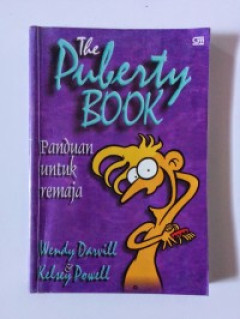 The
Puberty
BOOK
Panduan
untuk
remaja
Wendy Darvill
&
Kelsey Powell